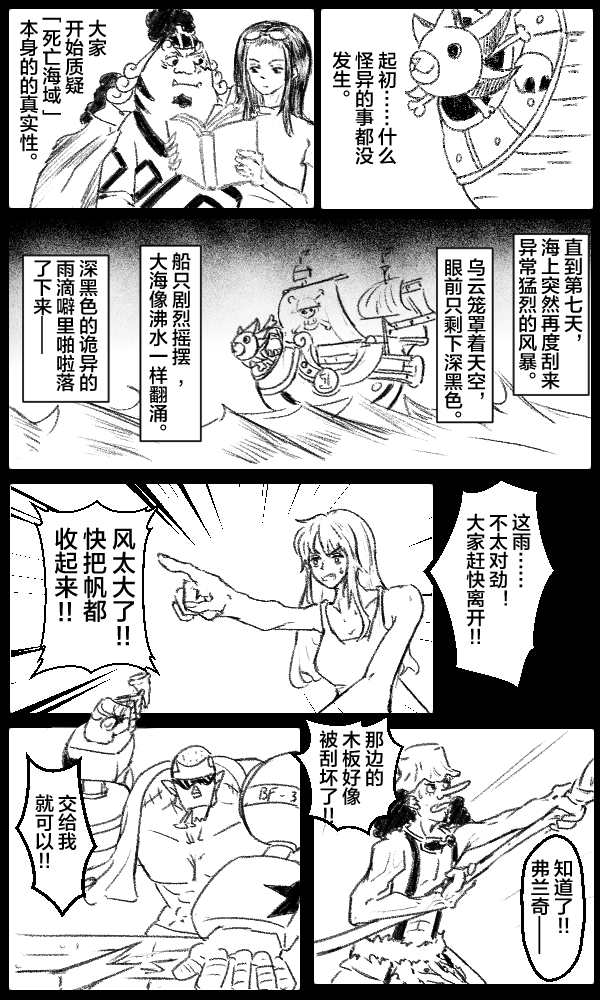 起初……什么
怪异的事都没
发生。
大家
开始质疑
「死亡海域」
本身的的真实性。
直到第七天，
海上突然再度刮来
异常猛烈的风暴。
乌云笼罩着天空，
眼前只剩下深黑色。
船只剧烈摇摆，
大海像沸水一样翻涌。
深黑色的诡异的
雨滴噼里啪啦落
了下来——
这雨……
不太对劲！
大家赶快离开!!
风太大了!!
快把帆都
收起来!!
那边的
木板好像
被刮坏了!!
知道了!!
弗兰奇——
交给我
就可以!!
BF-3